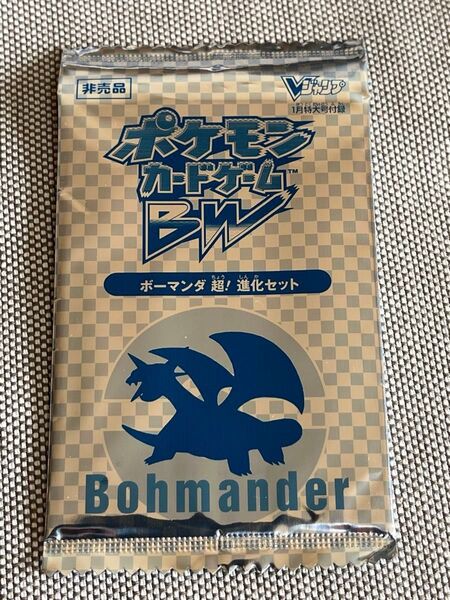 非売品
Vジャンプ
1月特大号付録
ポケモン
カードゲーム™
BW
ボーマンダ 超! 進化セット
Bohmander